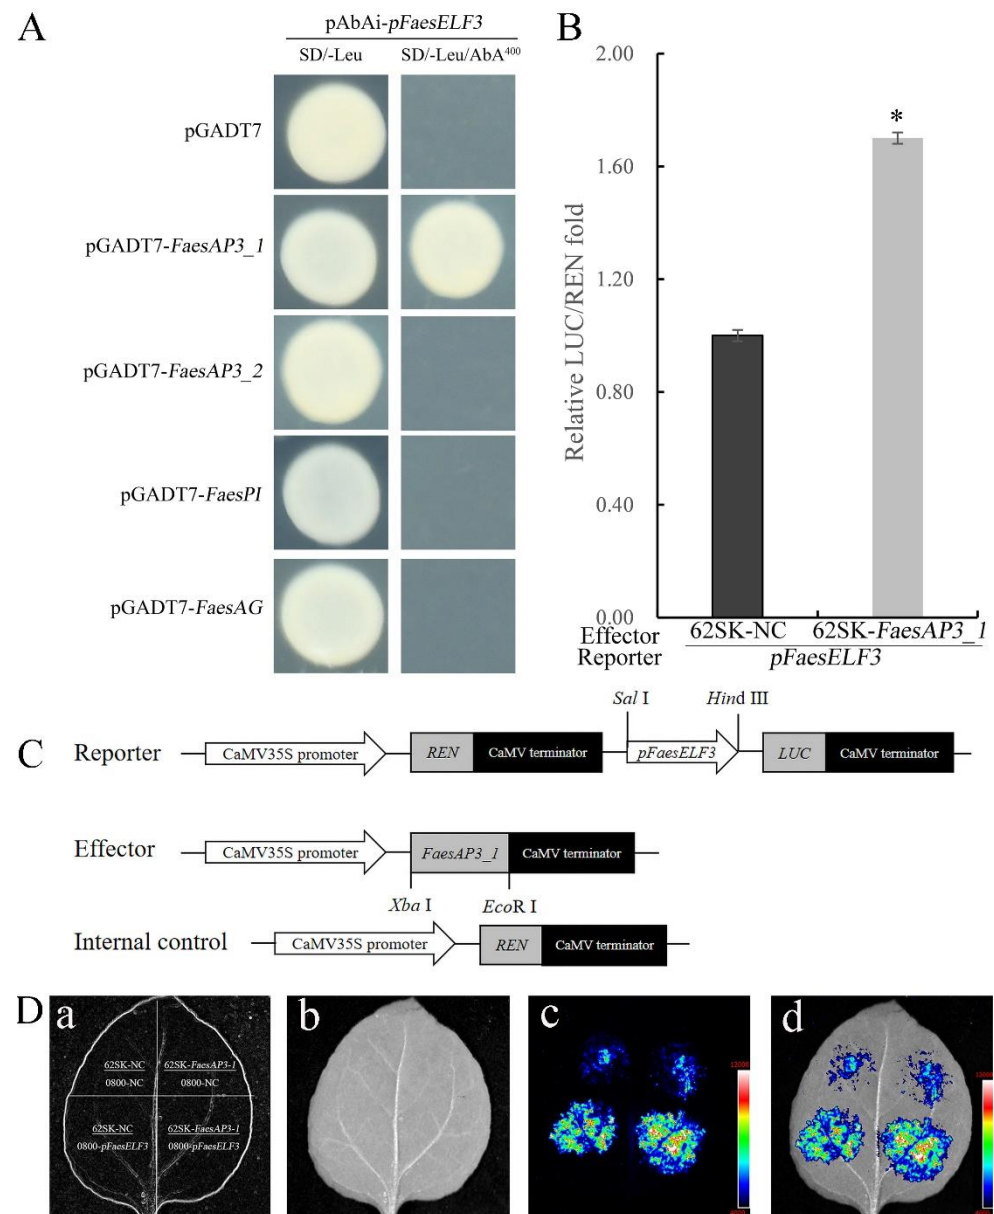 A
pAbAi-pFaesELF3
SD/-Leu SD/-Leu/AbA⁴⁰⁰
pGADT7
pGADT7-FaesAP3_1
pGADT7-FaesAP3_2
pGADT7-FaesPI
pGADT7-FaesAG
B
2.00
1.60
1.20
0.80
0.40
0.00
Relative LUC/REN fold
*
Effector 62SK-NC 62SK-FaesAP3_1
Reporter pFaesELF3
C
Sal I HindIII
Reporter CaMV35S promoter REN CaMV terminator pFaesELF3 LUC CaMV terminator
Effector CaMV35S promoter FaesAP3_1 CaMV terminator
Xba I EcoR I
Internal control CaMV35S promoter REN CaMV terminator
D
a
62SK-NC 62SK-FaesAP3-1
0800-NC 0800-NC
62SK-NC 62SK-FaesAP3-1
0800-pFaesELF3 0800-pFaesELF3
b
c
d